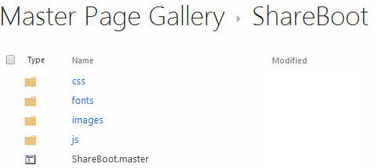 Master Page Gallery ▸ ShareBoot
Type Name Modified
css
fonts
images
js
ShareBoot.master